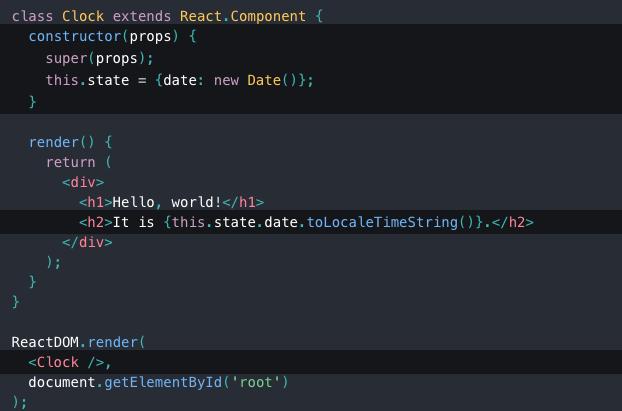 class Clock extends React.Component {
  constructor(props) {
    super(props);
    this.state = {date: new Date()};
  }

  render() {
    return (
      <div>
        <h1>Hello, world!</h1>
        <h2>It is {this.state.date.toLocaleTimeString()}.</h2>
      </div>
    );
  }
}

ReactDOM.render(
  <Clock />,
  document.getElementById('root')
);